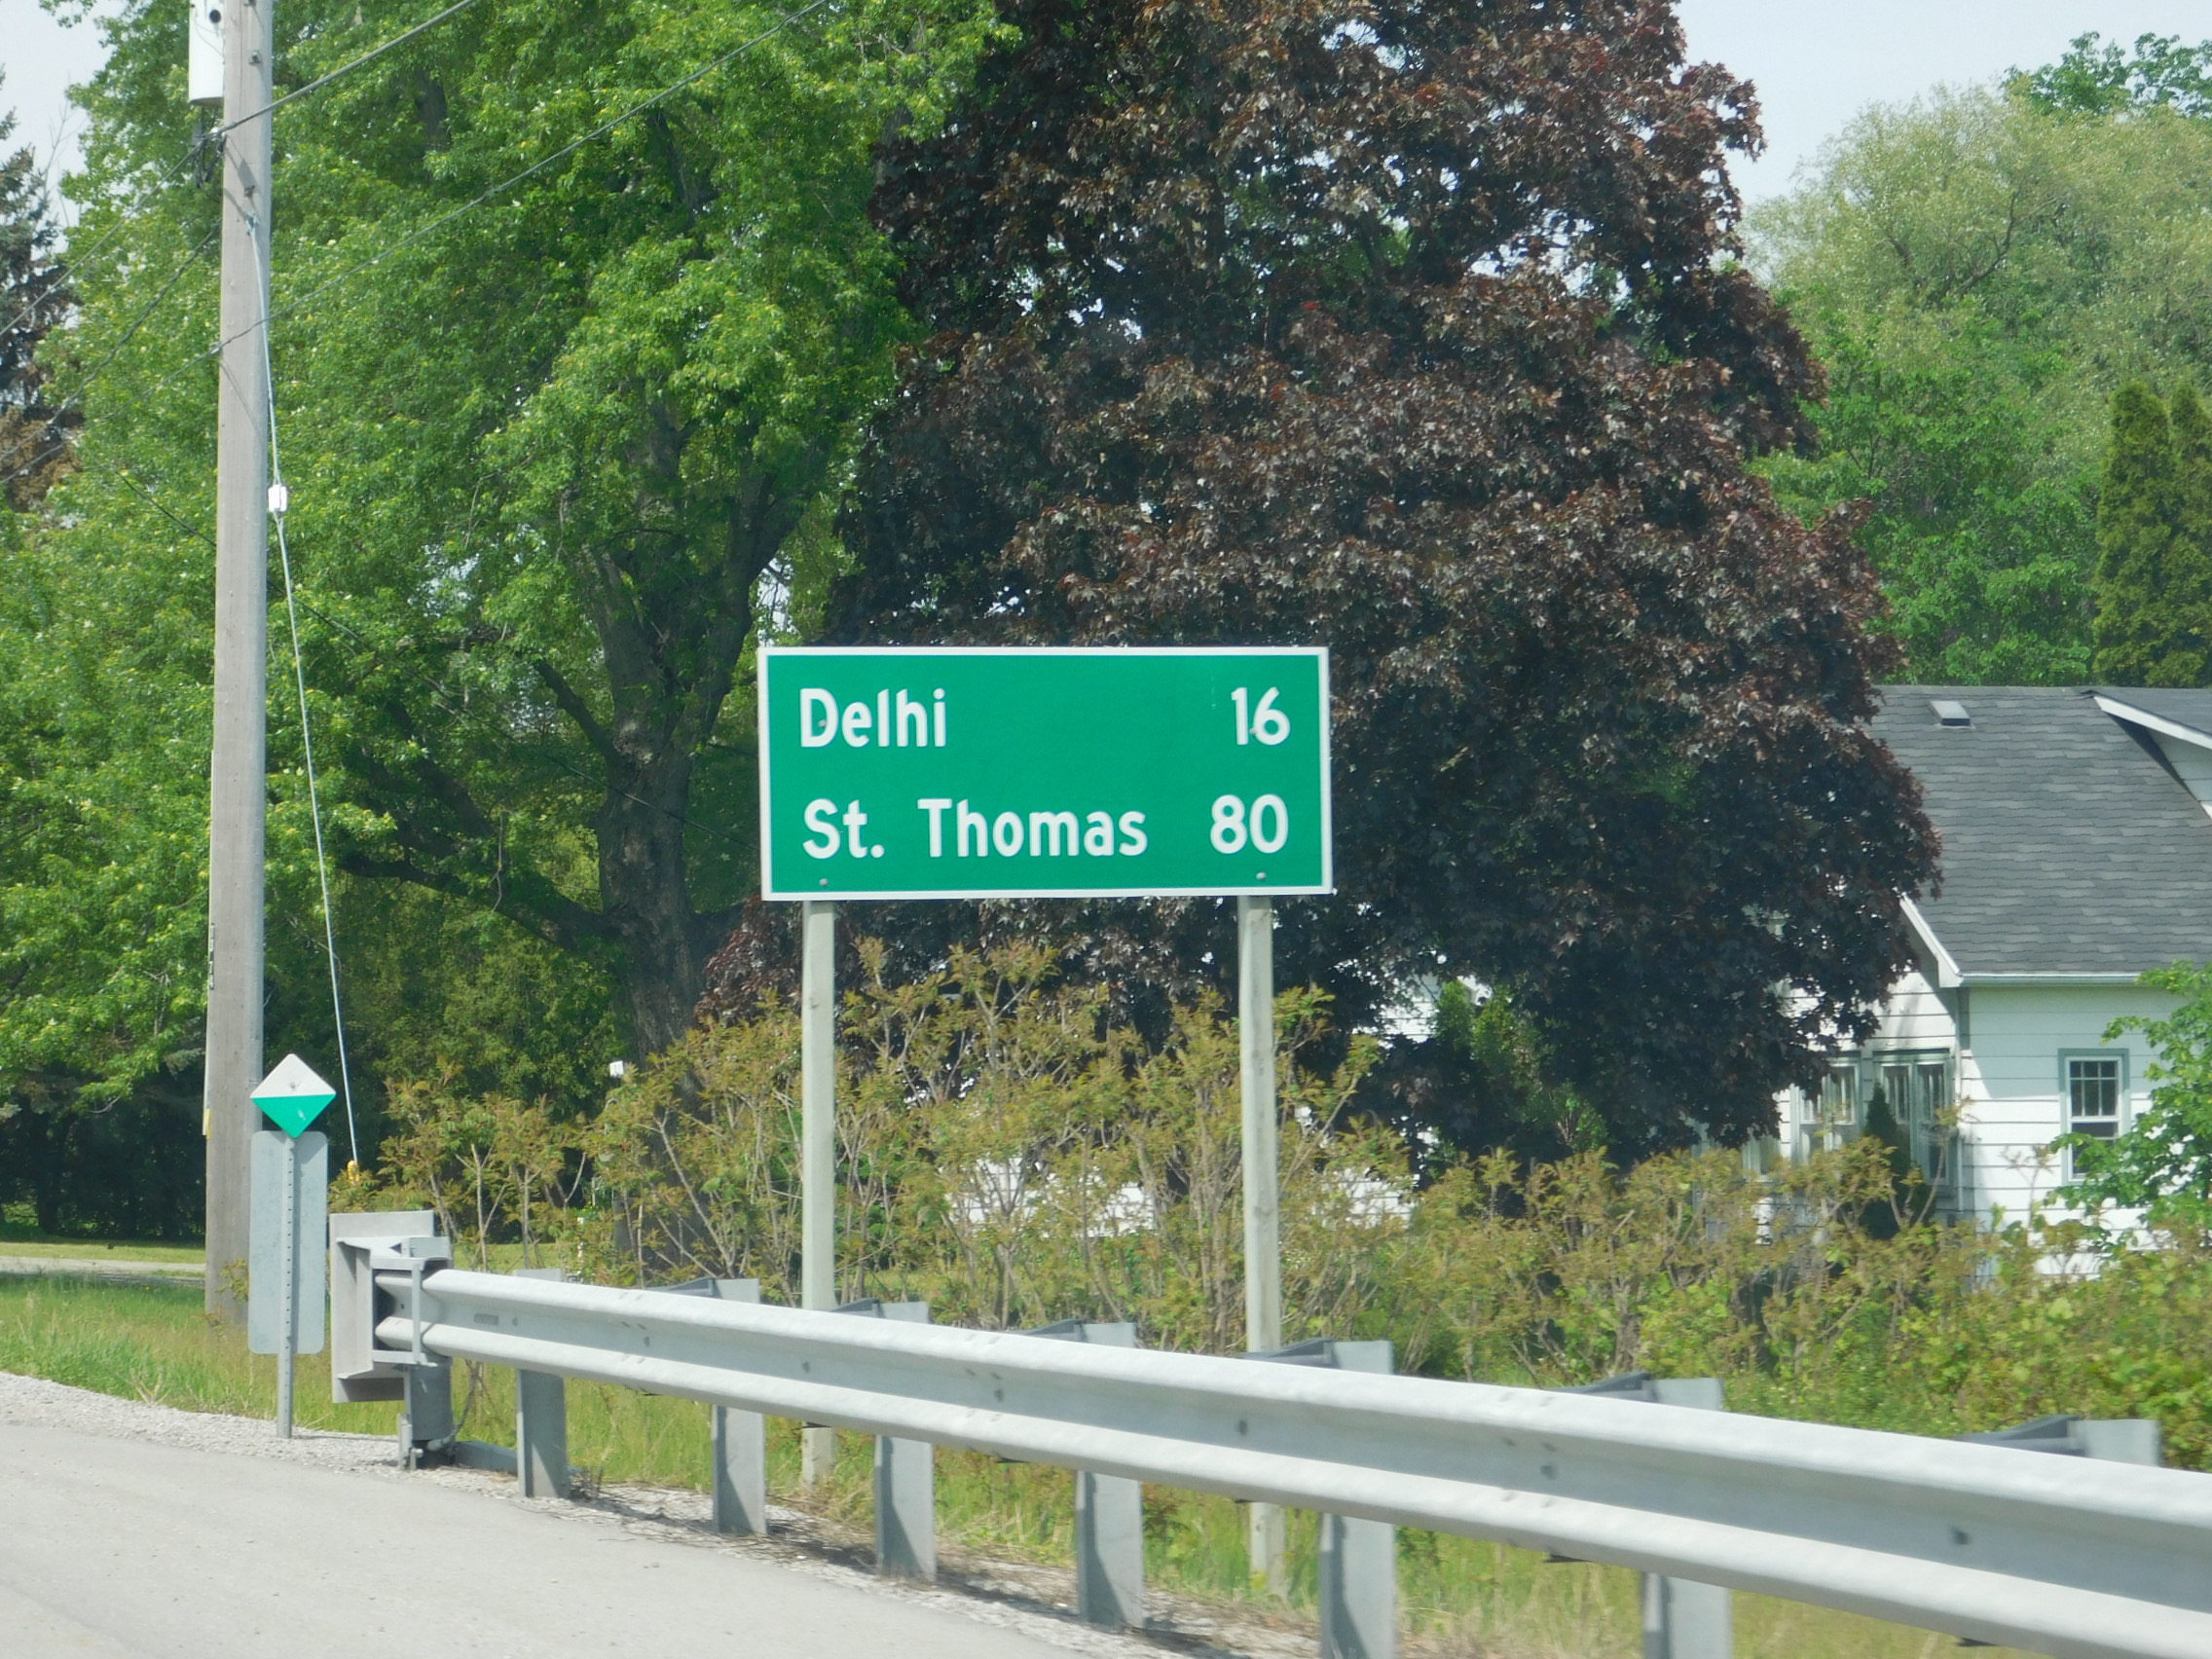 Delhi 16
St. Thomas 80